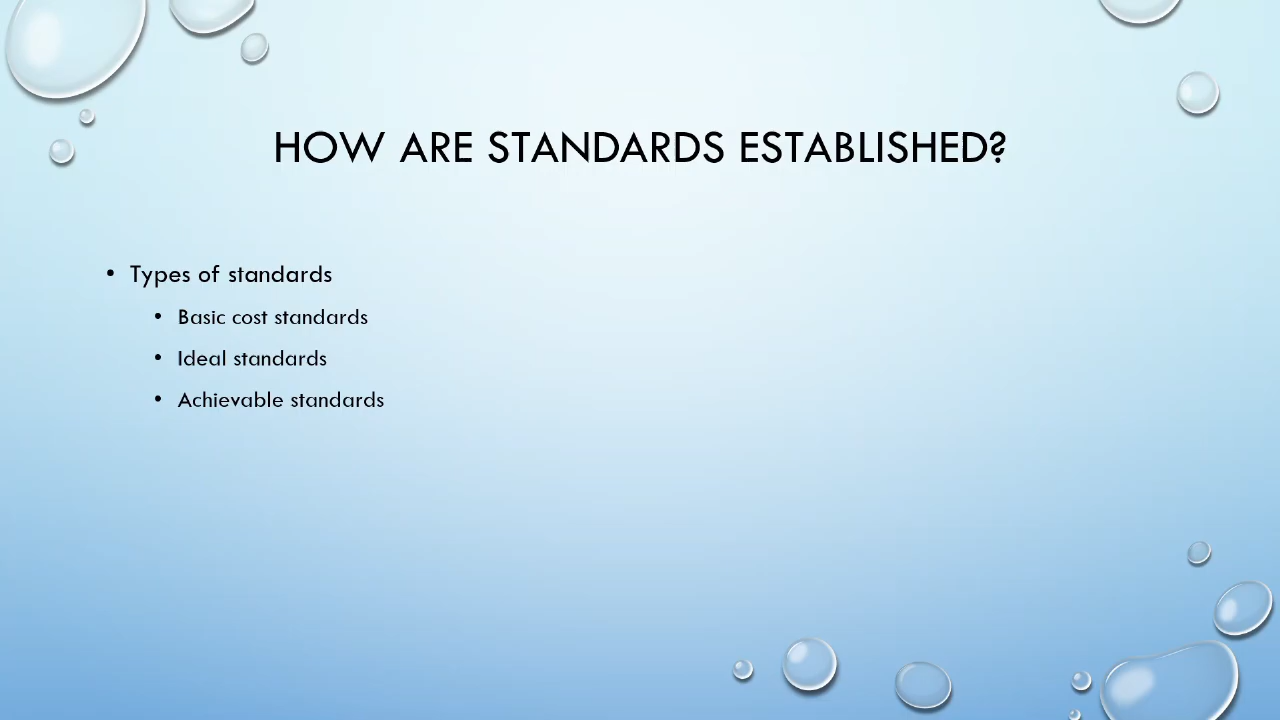 HOW ARE STANDARDS ESTABLISHED?
• Types of standards
• Basic cost standards
• Ideal standards
• Achievable standards